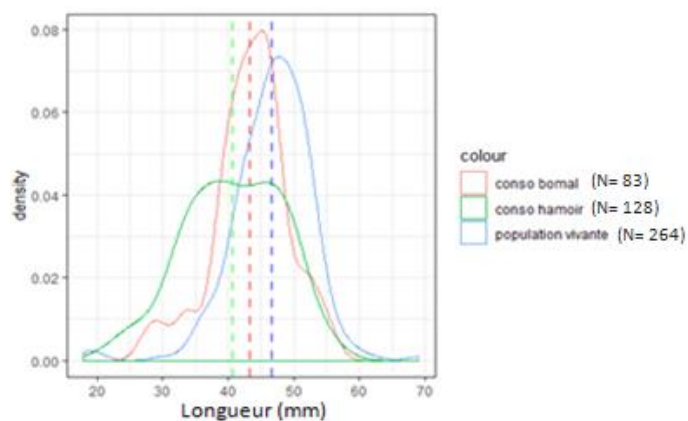 0.08
0.06
0.04
0.02
0.00
density
20 30 40 50 60 70
Longueur (mm)
colour
conso bomal (N= 83)
conso hamoir (N= 128)
population vivante (N= 264)